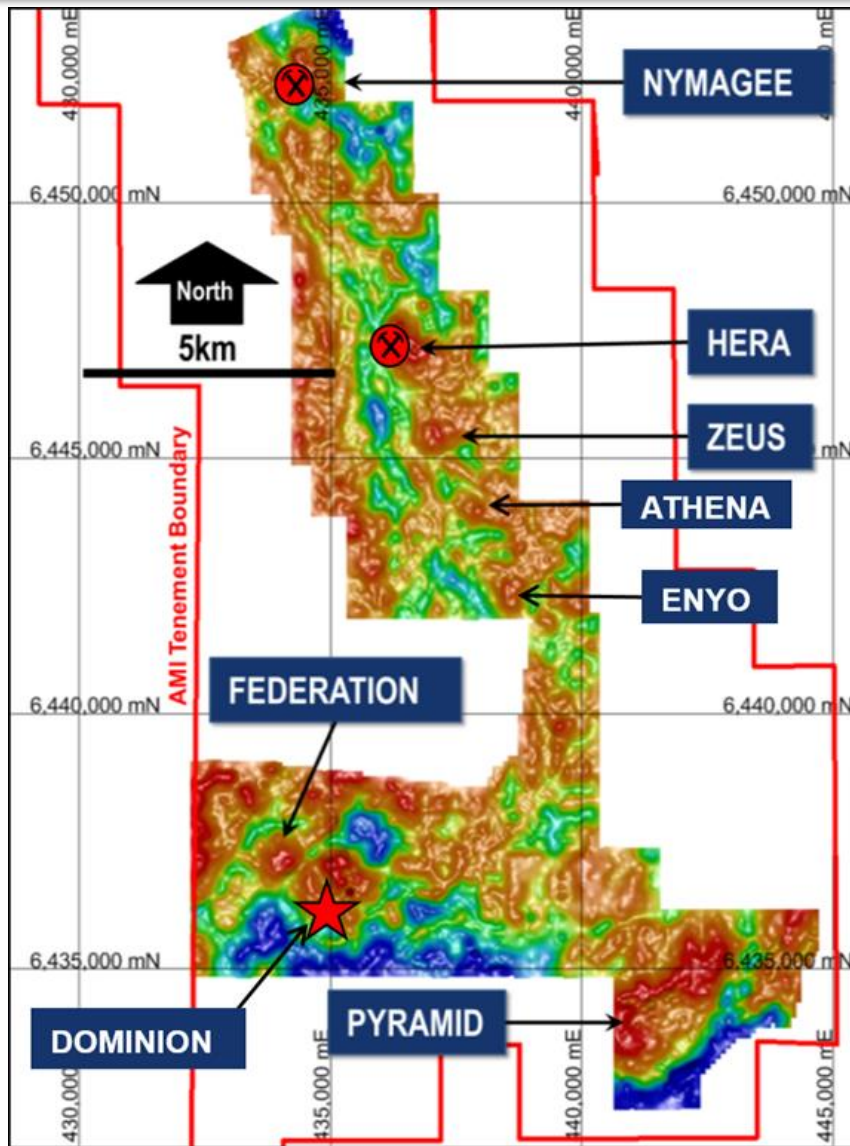 430,000 mE
435,000 mE
440,000 mE
NYMAGEE
6,450,000 mN
6,450,000 mN
North
5km
HERA
ZEUS
6,445,000 mN
ATHENA
AMI Tenement Boundary
ENYO
FEDERATION
6,440,000 mN
6,440,000 mN
6,435,000 mN
6,435,000 mN
PYRAMID
DOMINION
430,000 mE
435,000 mE
440,000 mE
445,000 mE